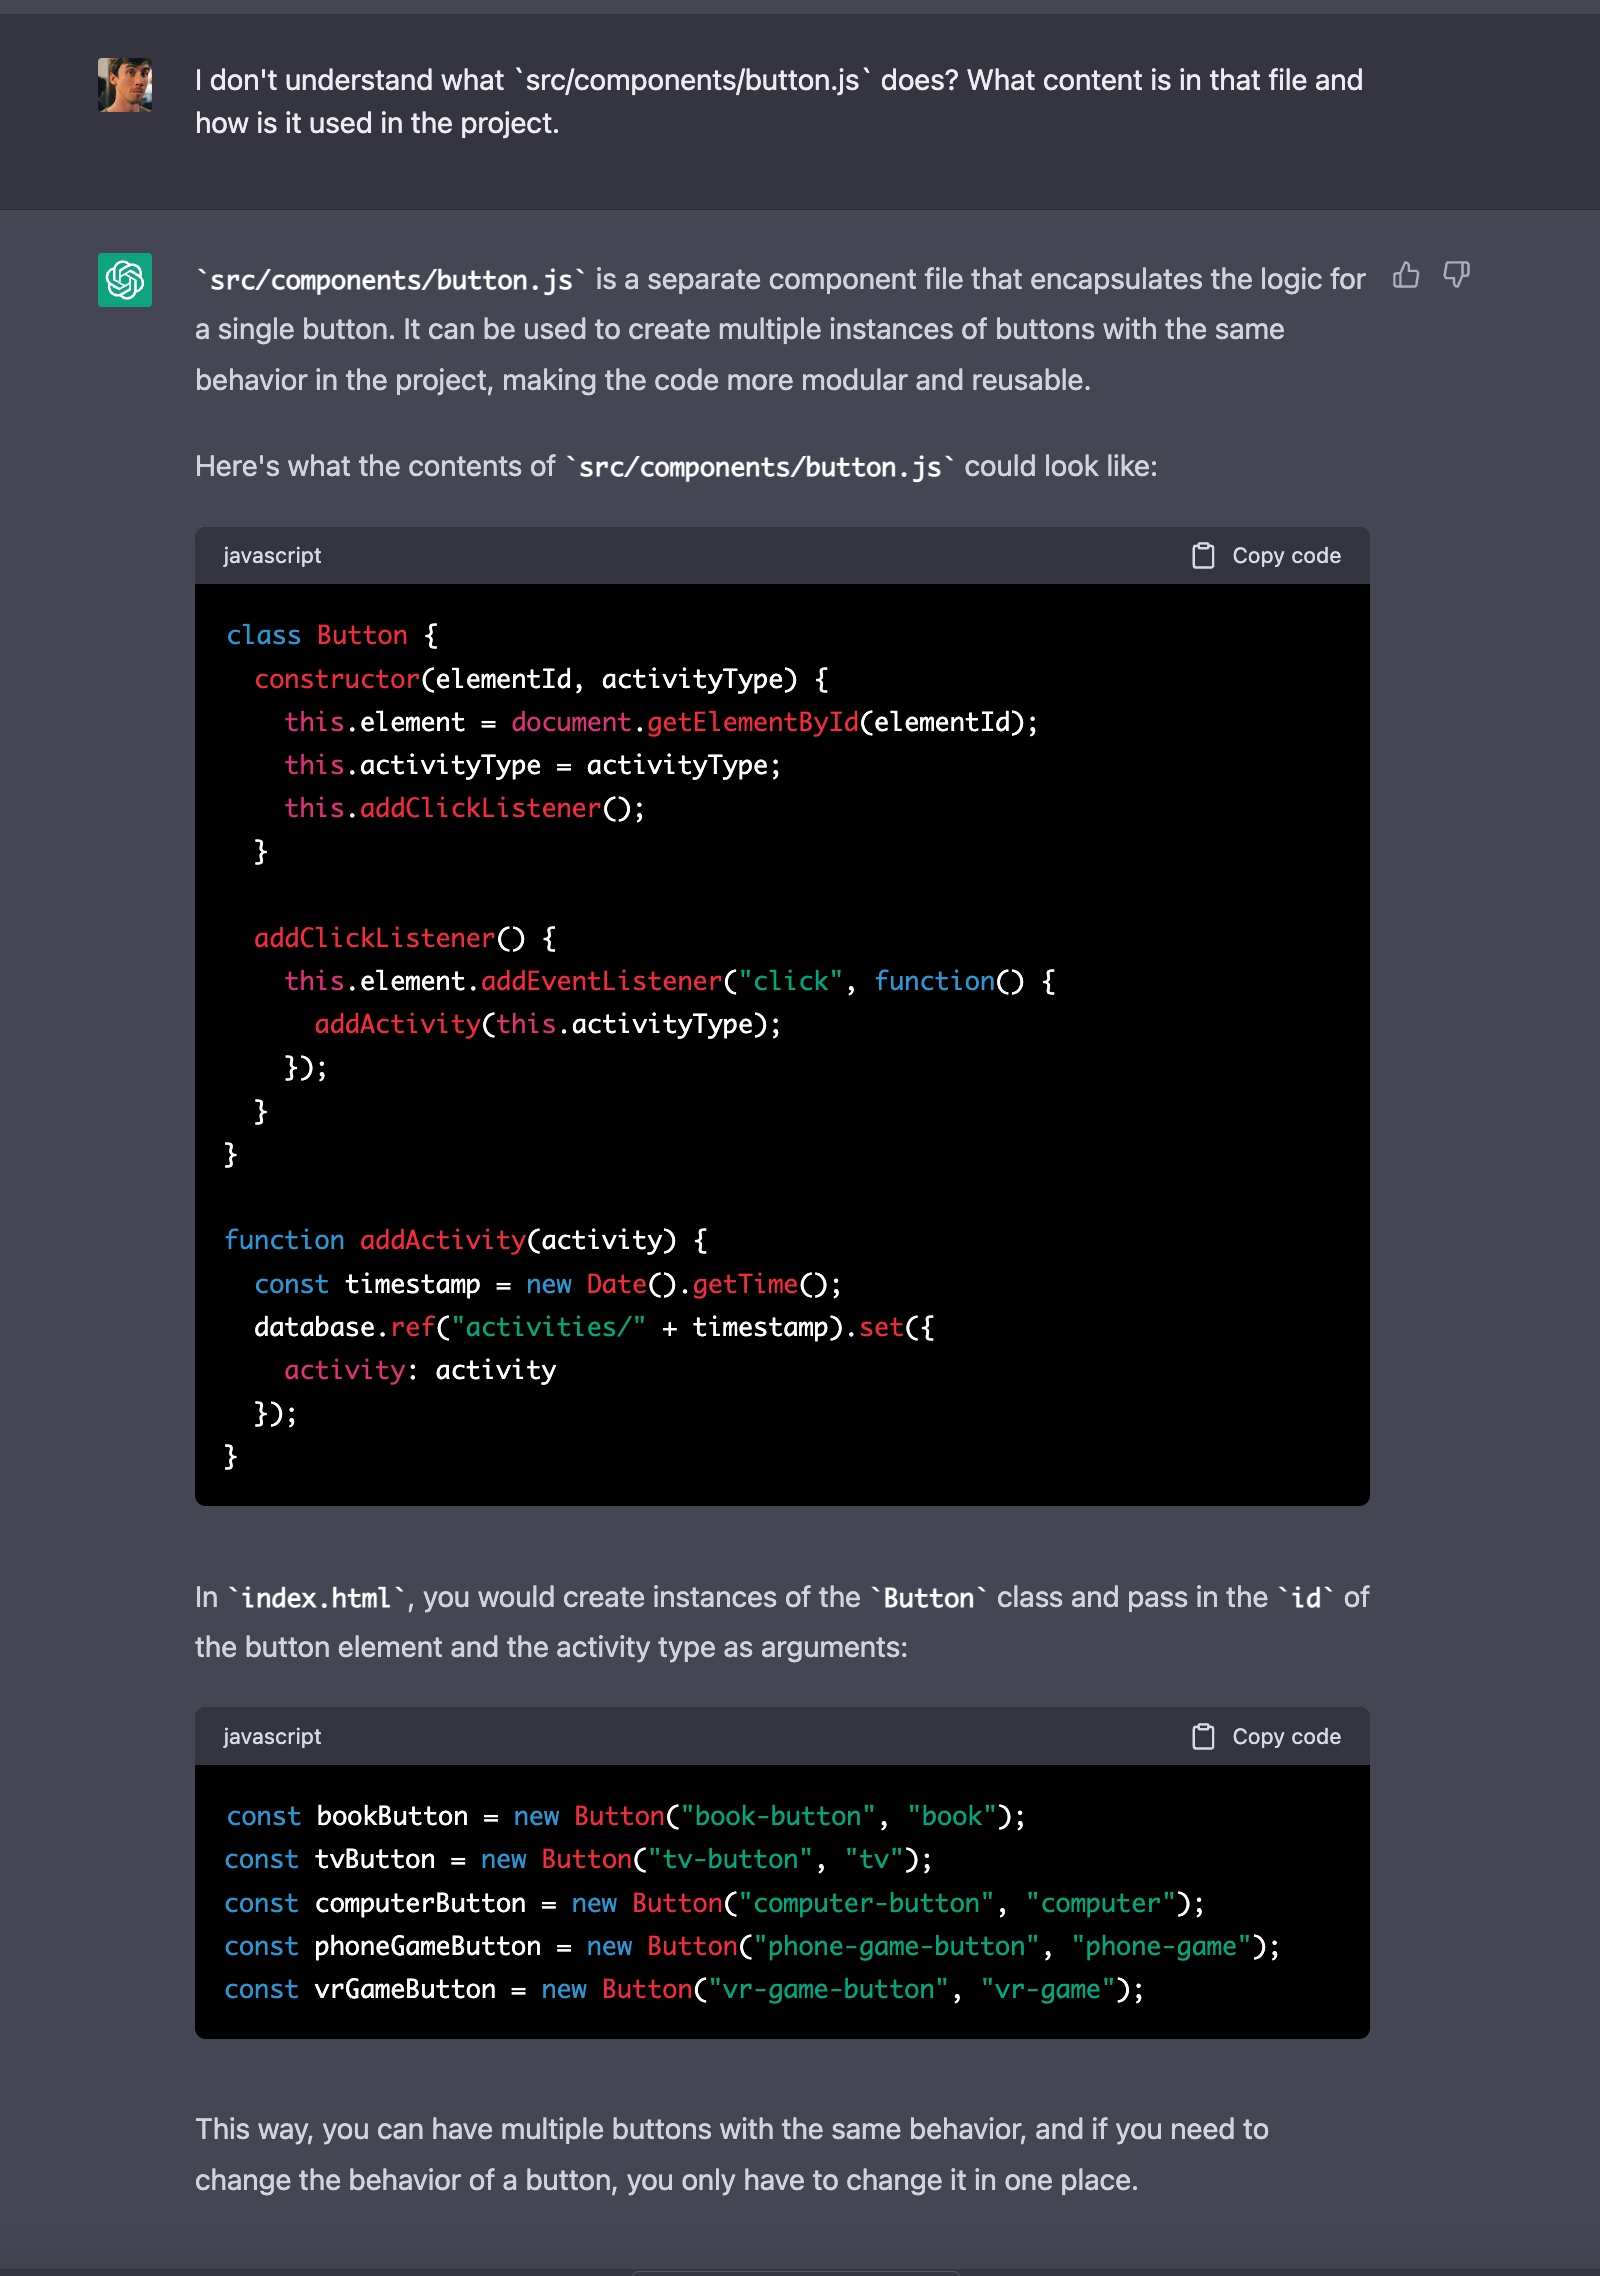 I don't understand what `src/components/button.js` does? What content is in that file and
how is it used in the project.
`src/components/button.js` is a separate component file that encapsulates the logic for
a single button. It can be used to create multiple instances of buttons with the same
behavior in the project, making the code more modular and reusable.
Here's what the contents of `src/components/button.js` could look like:
javascript Copy code
class Button {
  constructor(elementId, activityType) {
    this.element = document.getElementById(elementId);
    this.activityType = activityType;
    this.addClickListener();
  }
  addClickListener() {
    this.element.addEventListener("click", function() {
      addActivity(this.activityType);
    });
  }
}
function addActivity(activity) {
  const timestamp = new Date().getTime();
  database.ref("activities/" + timestamp).set({
    activity: activity
  });
}
In `index.html`, you would create instances of the `Button` class and pass in the `id` of
the button element and the activity type as arguments:
javascript Copy code
const bookButton = new Button("book-button", "book");
const tvButton = new Button("tv-button", "tv");
const computerButton = new Button("computer-button", "computer");
const phoneGameButton = new Button("phone-game-button", "phone-game");
const vrGameButton = new Button("vr-game-button", "vr-game");
This way, you can have multiple buttons with the same behavior, and if you need to
change the behavior of a button, you only have to change it in one place.